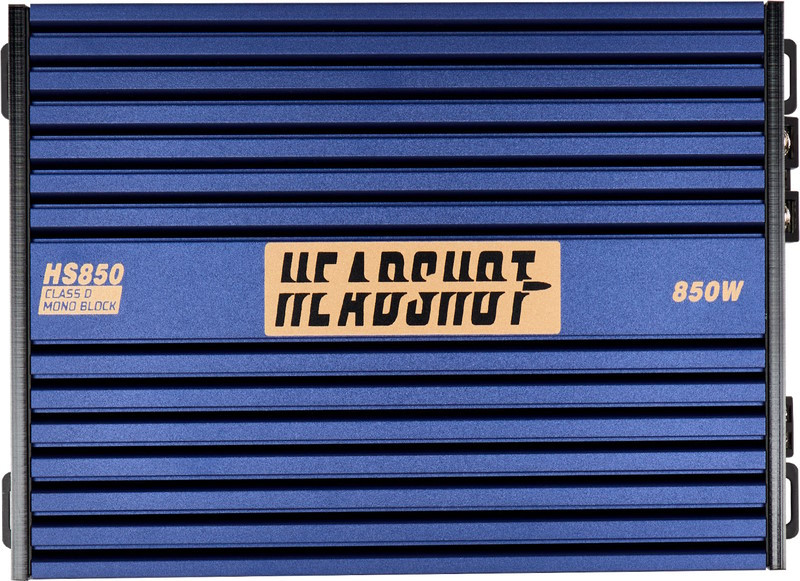 HS850
CLASS D
MONO BLOCK
HEADSHOT
850W